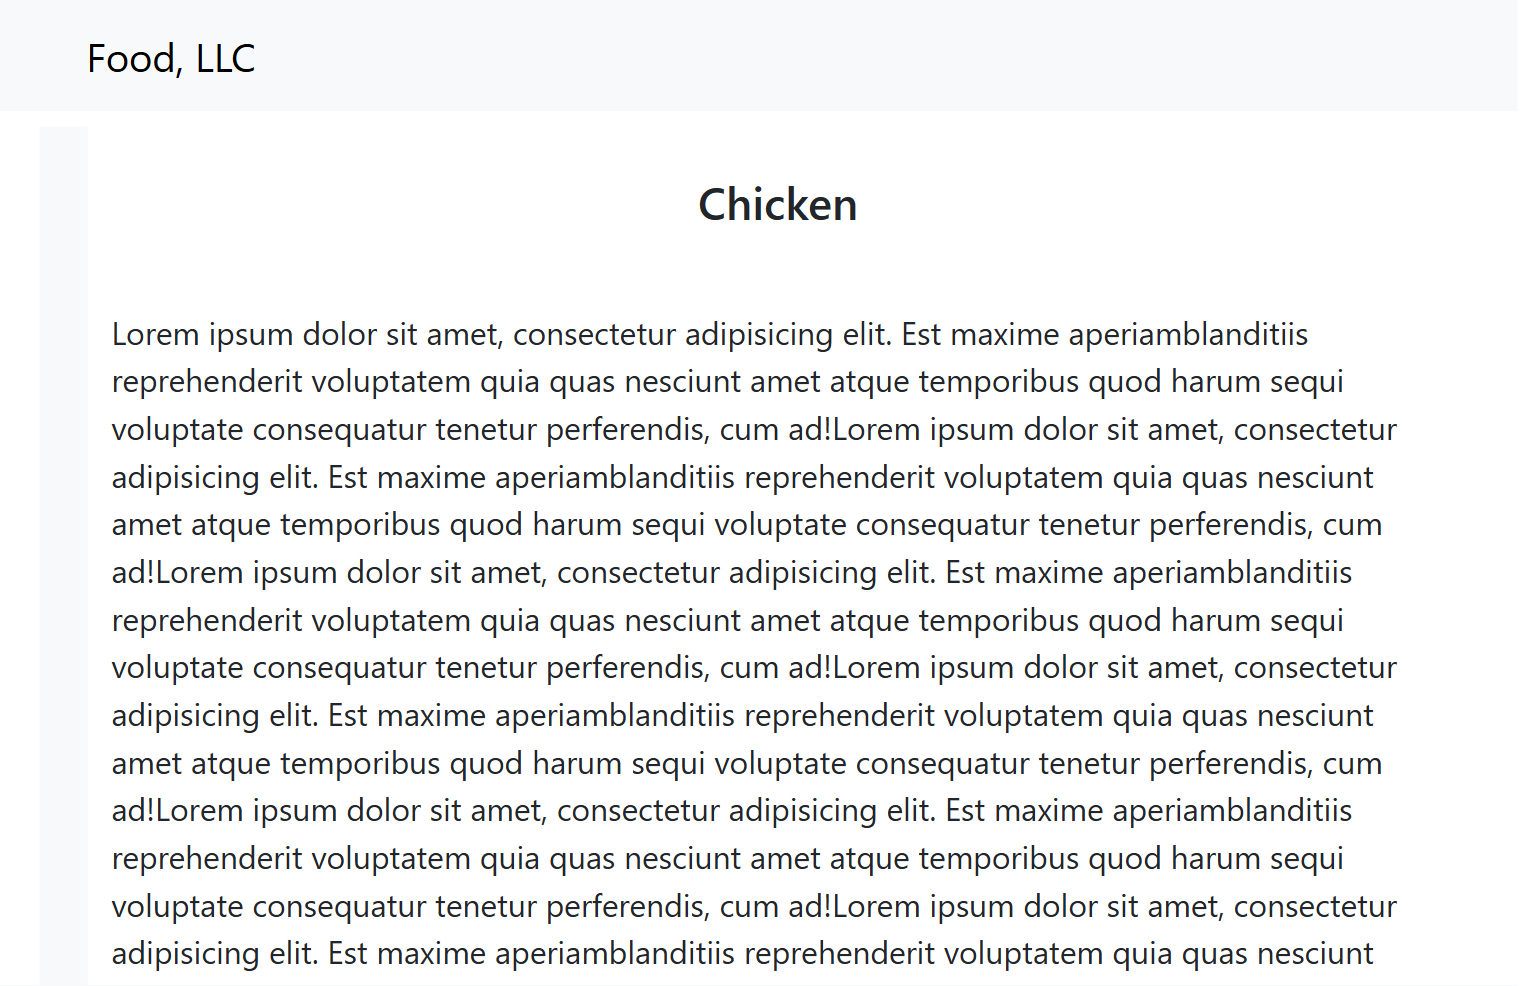 Food, LLC
Chicken
Lorem ipsum dolor sit amet, consectetur adipisicing elit. Est maxime aperiamblanditiis
reprehenderit voluptatem quia quas nesciunt amet atque temporibus quod harum sequi
voluptate consequatur tenetur perferendis, cum ad!Lorem ipsum dolor sit amet, consectetur
adipisicing elit. Est maxime aperiamblanditiis reprehenderit voluptatem quia quas nesciunt
amet atque temporibus quod harum sequi voluptate consequatur tenetur perferendis, cum
ad!Lorem ipsum dolor sit amet, consectetur adipisicing elit. Est maxime aperiamblanditiis
reprehenderit voluptatem quia quas nesciunt amet atque temporibus quod harum sequi
voluptate consequatur tenetur perferendis, cum ad!Lorem ipsum dolor sit amet, consectetur
adipisicing elit. Est maxime aperiamblanditiis reprehenderit voluptatem quia quas nesciunt
amet atque temporibus quod harum sequi voluptate consequatur tenetur perferendis, cum
ad!Lorem ipsum dolor sit amet, consectetur adipisicing elit. Est maxime aperiamblanditiis
reprehenderit voluptatem quia quas nesciunt amet atque temporibus quod harum sequi
voluptate consequatur tenetur perferendis, cum ad!Lorem ipsum dolor sit amet, consectetur
adipisicing elit. Est maxime aperiamblanditiis reprehenderit voluptatem quia quas nesciunt